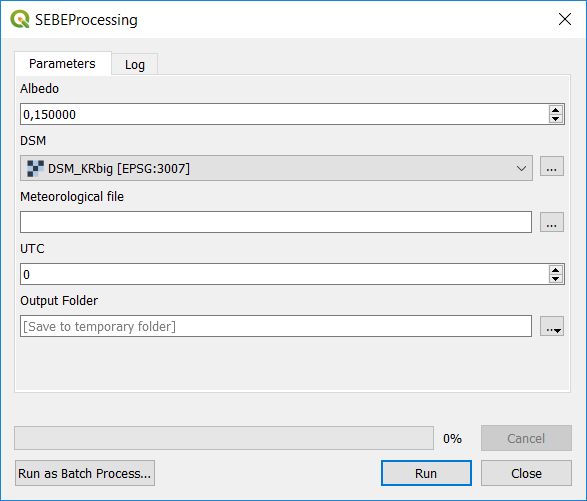 SEBEProcessing
Parameters
Log
Albedo
0,150000
DSM
DSM_KRbig [EPSG:3007]
...
Meteorological file
...
UTC
0
Output Folder
[Save to temporary folder]
...
0%
Cancel
Run as Batch Process...
Run
Close